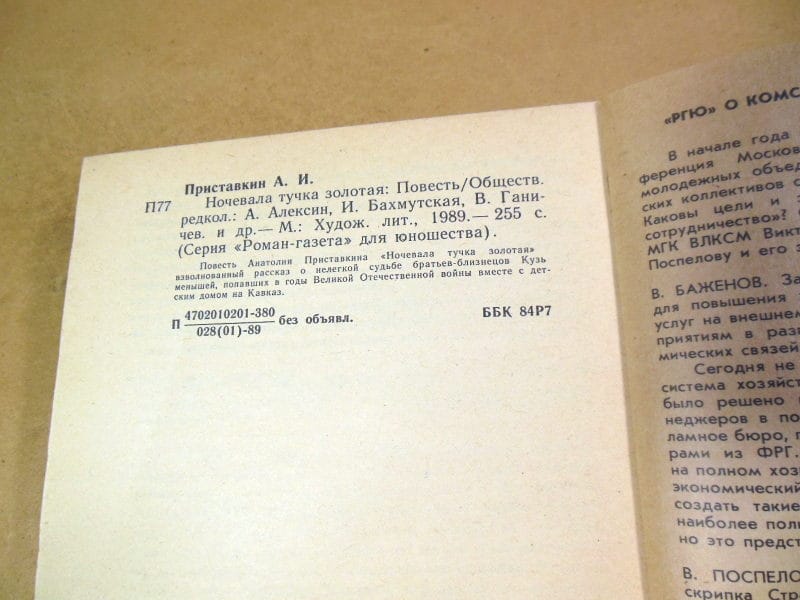 Приставкин А. И.
П77 Ночевала тучка золотая: Повесть/Обществ.
редкол.: А. Алексин, И. Бахмутская, В. Гани-
чев. и др.— М.: Худож. лит., 1989.— 255 с.
(Серия «Роман-газета» для юношества).
Повесть Анатолия Приставкина «Ночевала тучка золотая»
взволнованный рассказ о нелегкой судьбе братьев-близнецов Кузь
менышей, попавших в годы Великой Отечественной войны вместе с дет-
ским домом на Кавказ.
П 4702010201-380
028(01)-89 без объявл. ББК 84Р7
«РГЮ» О КОМС
В начале года
ференция Москов
молодежных объед
ских коллективов с
Каковы цели и з
сотрудничество»?
МГК ВЛКСМ Викт
Поспелову и его з
В. БАЖЕНОВ. За
для повышения
услуг на внешнем
приятиям в разв
мических связей
Сегодня не
система хозяйст
было решено
неджеров в по
ламное бюро, г
рами из ФРГ.
на полном хоз
экономический
создать такие
наиболее полн
но это предст
В. ПОСПЕЛО
скрипка Стр